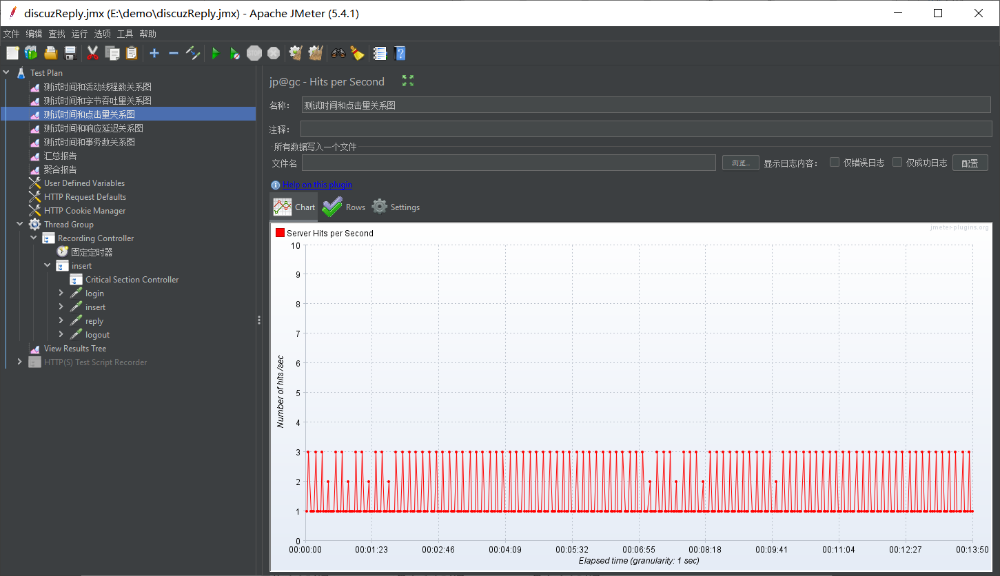 discuzReply.jmx (E:\demo\discuzReply.jmx) - Apache JMeter (5.4.1)
文件 编辑 查找 运行 选项 工具 帮助
STOP
Test Plan
测试时间和活动线程数关系图
测试时间和字节吞吐量关系图
测试时间和点击量关系图
测试时间和响应延迟关系图
测试时间和事务数关系图
汇总报告
聚合报告
User Defined Variables
HTTP Request Defaults
HTTP Cookie Manager
Thread Group
Recording Controller
固定定时器
insert
Critical Section Controller
login
insert
reply
logout
View Results Tree
HTTP(S) Test Script Recorder
jp@gc - Hits per Second
名称： 测试时间和点击量关系图
注释：
所有数据写入一个文件
文件名 浏览... 显示日志内容： 仅错误日志 仅成功日志 配置
Help on this plugin
Chart Rows Settings
jmeter-plugins.org
Server Hits per Second
10
9
8
7
6
5
4
3
2
1
0
Number of hits /sec
00:00:00 00:01:23 00:02:46 00:04:09 00:05:32 00:06:55 00:08:18 00:09:41 00:11:04 00:12:27 00:13:50
Elapsed time (granularity: 1 sec)